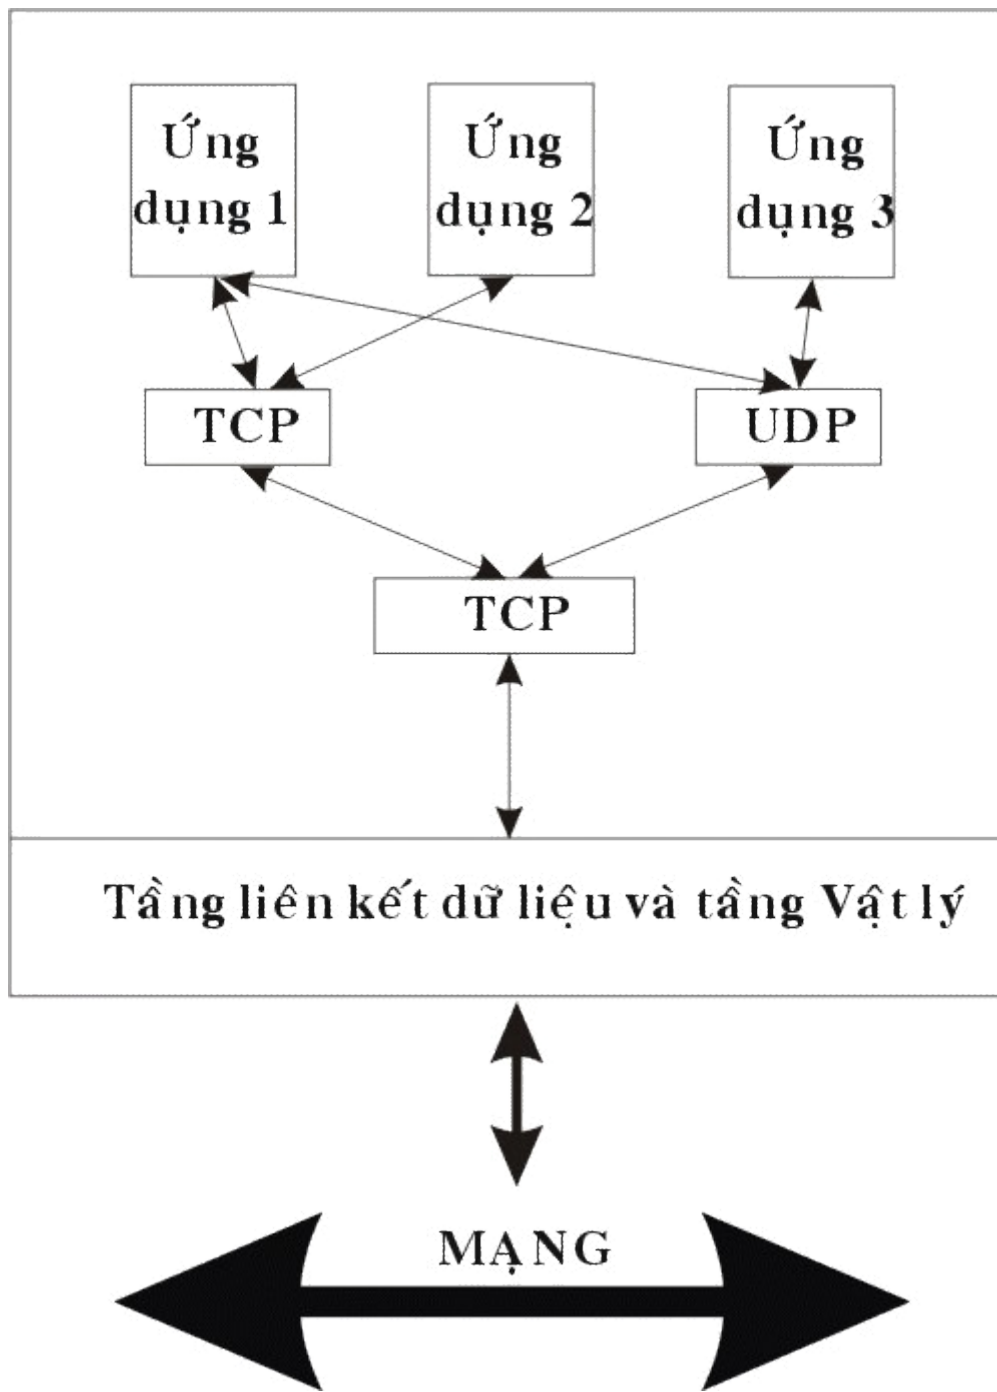 Ứng
dụng 1
Ứng
dụng 2
Ứng
dụng 3
TCP
UDP
TCP
Tầng liên kết dữ liệu và tầng Vật lý
MẠNG